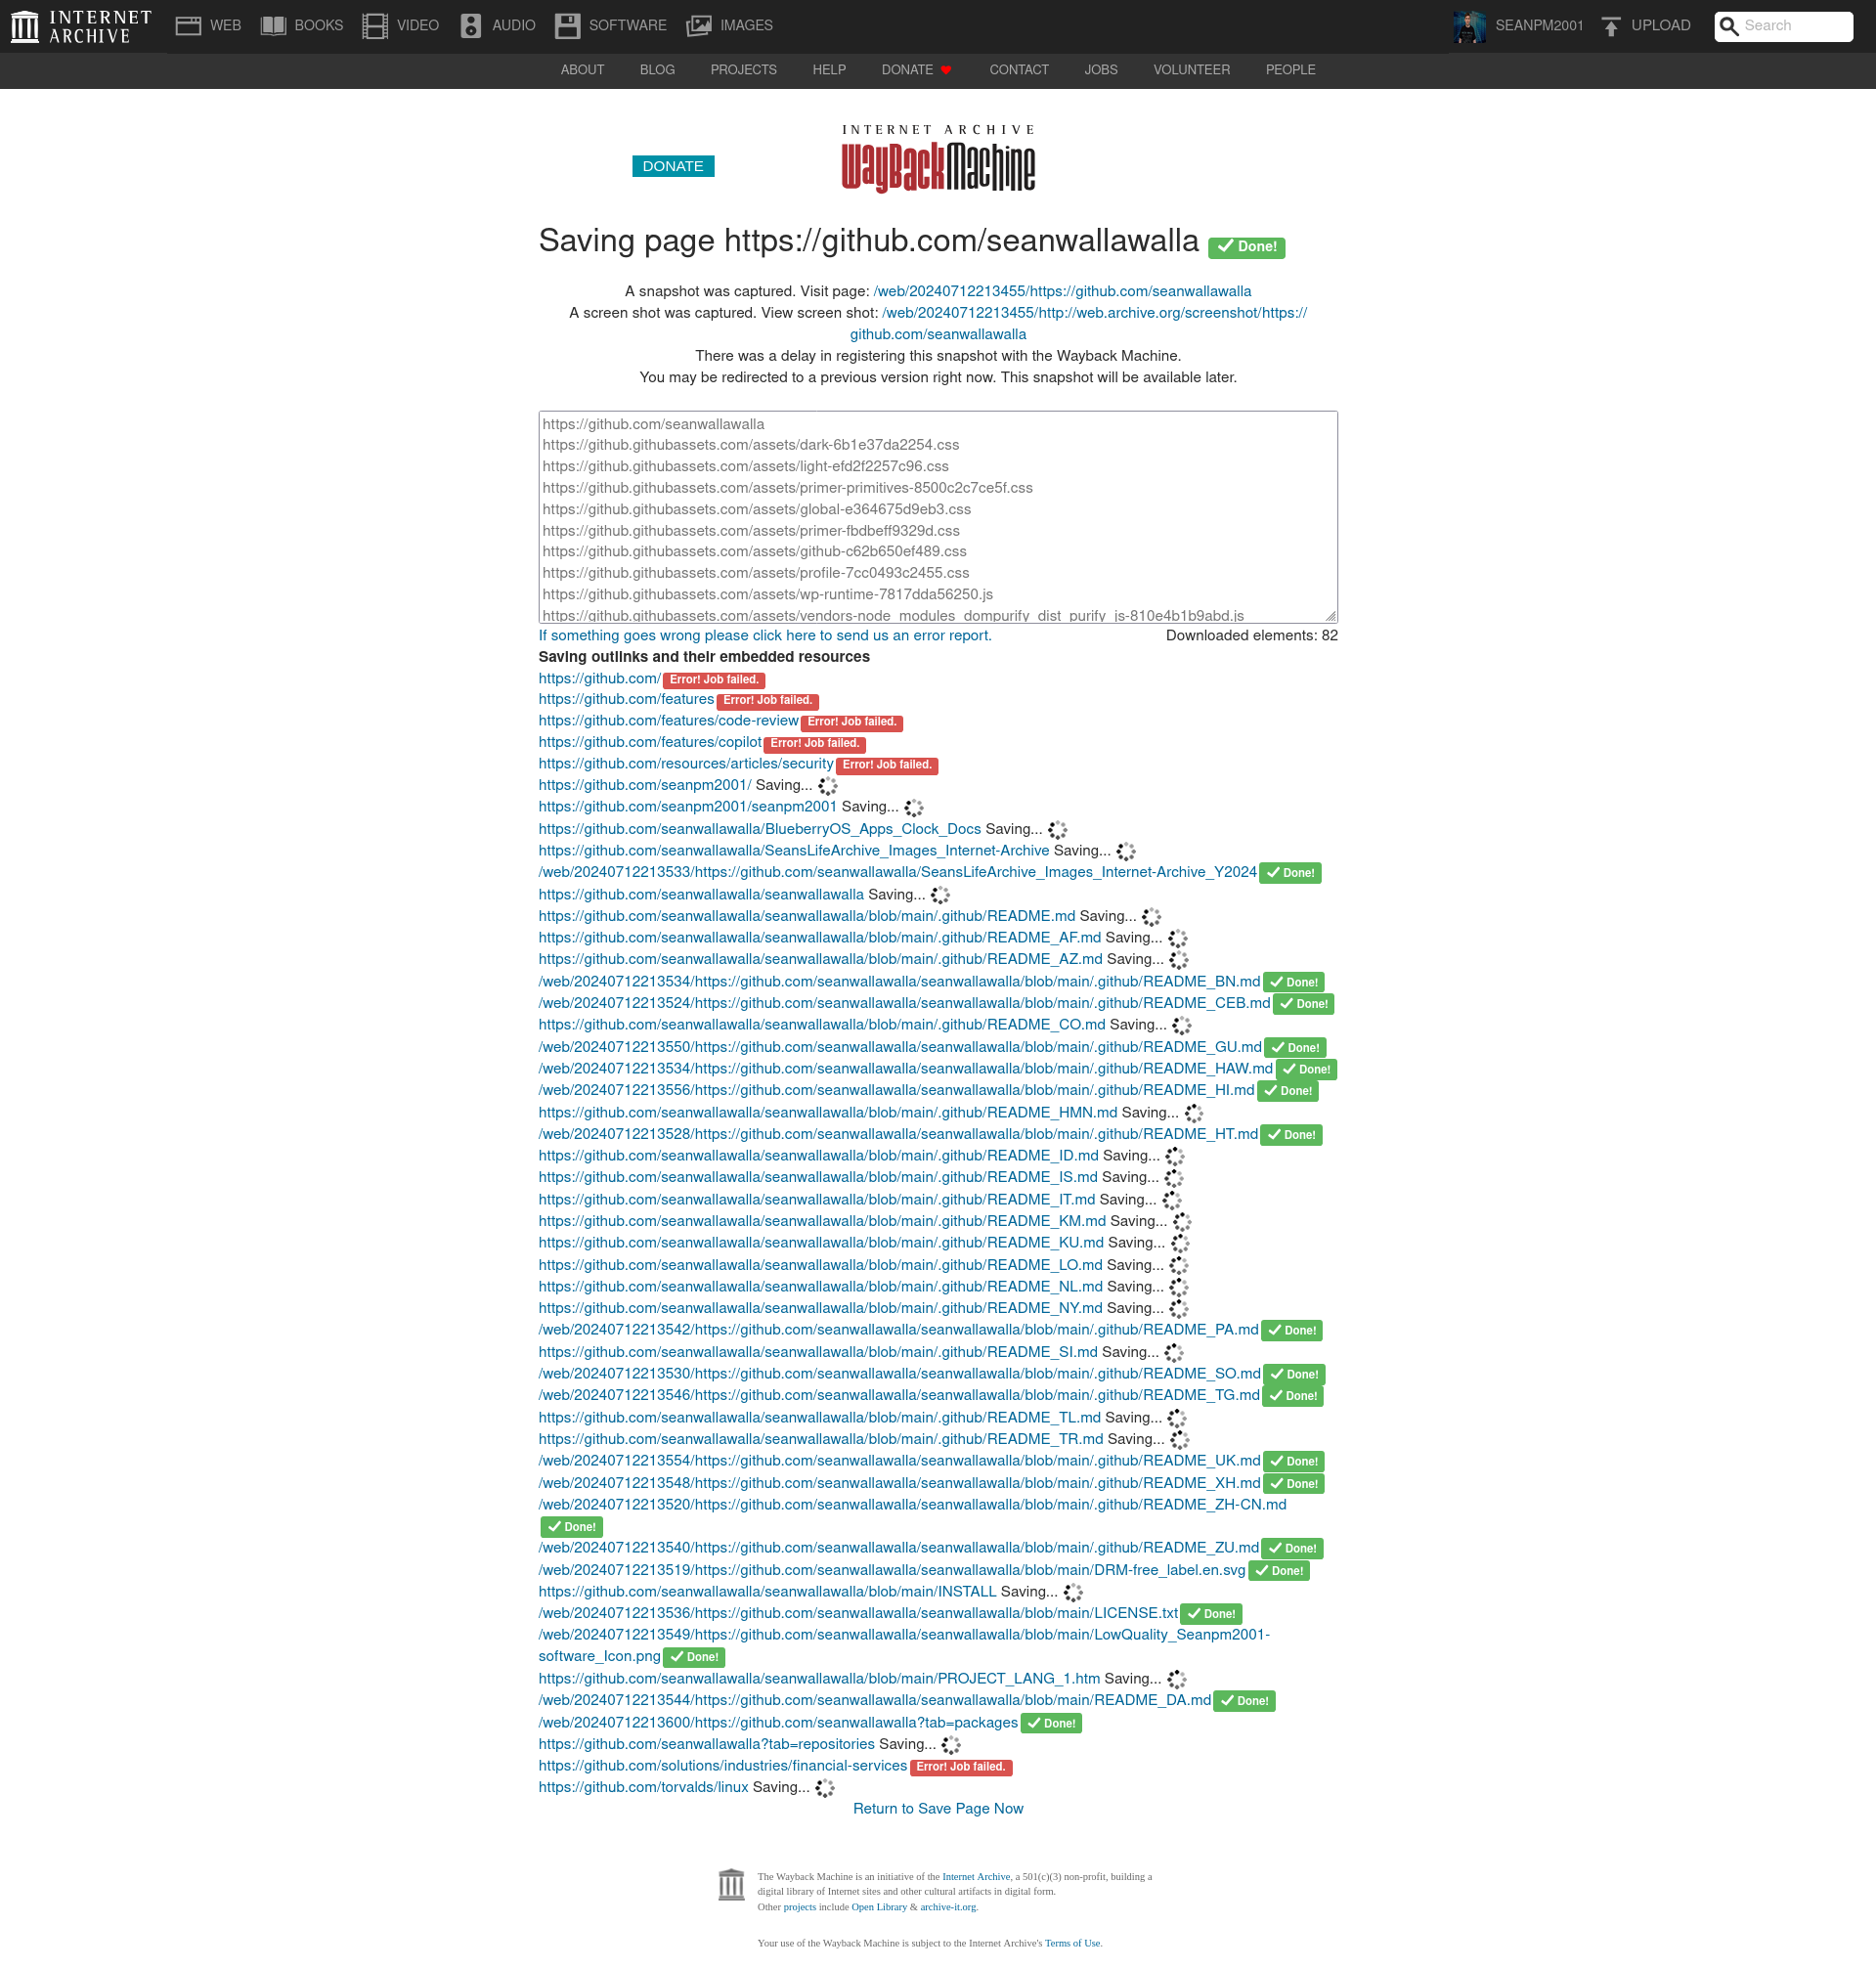 INTERNET ARCHIVE
WEB BOOKS VIDEO AUDIO SOFTWARE IMAGES SEANPM2001 UPLOAD Search
ABOUT BLOG PROJECTS HELP DONATE CONTACT JOBS VOLUNTEER PEOPLE
INTERNET ARCHIVE
DONATE WayBackMachine
Saving page https://github.com/seanwallawalla Done!
A snapshot was captured. Visit page: /web/20240712213455/https://github.com/seanwallawalla
A screen shot was captured. View screen shot: /web/20240712213455/http://web.archive.org/screenshot/https://
github.com/seanwallawalla
There was a delay in registering this snapshot with the Wayback Machine.
You may be redirected to a previous version right now. This snapshot will be available later.
https://github.com/seanwallawalla
https://github.githubassets.com/assets/dark-6b1e37da2254.css
https://github.githubassets.com/assets/light-efd2f2257c96.css
https://github.githubassets.com/assets/primer-primitives-8500c2c7ce5f.css
https://github.githubassets.com/assets/global-e364675d9eb3.css
https://github.githubassets.com/assets/primer-fbdbeff9329d.css
https://github.githubassets.com/assets/github-c62b650ef489.css
https://github.githubassets.com/assets/profile-7cc0493c2455.css
https://github.githubassets.com/assets/wp-runtime-7817dda56250.js
https://github.githubassets.com/assets/vendors-node_modules_dompurify_dist_purify_js-810e4b1b9abd.js
If something goes wrong please click here to send us an error report. Downloaded elements: 82
Saving outlinks and their embedded resources
https://github.com/ Error! Job failed.
https://github.com/features Error! Job failed.
https://github.com/features/code-review Error! Job failed.
https://github.com/features/copilot Error! Job failed.
https://github.com/resources/articles/security Error! Job failed.
https://github.com/seanpm2001/ Saving...
https://github.com/seanpm2001/seanpm2001 Saving...
https://github.com/seanwallawalla/BlueberryOS_Apps_Clock_Docs Saving...
https://github.com/seanwallawalla/SeansLifeArchive_Images_Internet-Archive Saving...
/web/20240712213533/https://github.com/seanwallawalla/SeansLifeArchive_Images_Internet-Archive_Y2024 Done!
https://github.com/seanwallawalla/seanwallawalla Saving...
https://github.com/seanwallawalla/seanwallawalla/blob/main/.github/README.md Saving...
https://github.com/seanwallawalla/seanwallawalla/blob/main/.github/README_AF.md Saving...
https://github.com/seanwallawalla/seanwallawalla/blob/main/.github/README_AZ.md Saving...
/web/20240712213534/https://github.com/seanwallawalla/seanwallawalla/blob/main/.github/README_BN.md Done!
/web/20240712213524/https://github.com/seanwallawalla/seanwallawalla/blob/main/.github/README_CEB.md Done!
https://github.com/seanwallawalla/seanwallawalla/blob/main/.github/README_CO.md Saving...
/web/20240712213550/https://github.com/seanwallawalla/seanwallawalla/blob/main/.github/README_GU.md Done!
/web/20240712213534/https://github.com/seanwallawalla/seanwallawalla/blob/main/.github/README_HAW.md Done!
/web/20240712213556/https://github.com/seanwallawalla/seanwallawalla/blob/main/.github/README_HI.md Done!
https://github.com/seanwallawalla/seanwallawalla/blob/main/.github/README_HMN.md Saving...
/web/20240712213528/https://github.com/seanwallawalla/seanwallawalla/blob/main/.github/README_HT.md Done!
https://github.com/seanwallawalla/seanwallawalla/blob/main/.github/README_ID.md Saving...
https://github.com/seanwallawalla/seanwallawalla/blob/main/.github/README_IS.md Saving...
https://github.com/seanwallawalla/seanwallawalla/blob/main/.github/README_IT.md Saving...
https://github.com/seanwallawalla/seanwallawalla/blob/main/.github/README_KM.md Saving...
https://github.com/seanwallawalla/seanwallawalla/blob/main/.github/README_KU.md Saving...
https://github.com/seanwallawalla/seanwallawalla/blob/main/.github/README_LO.md Saving...
https://github.com/seanwallawalla/seanwallawalla/blob/main/.github/README_NL.md Saving...
https://github.com/seanwallawalla/seanwallawalla/blob/main/.github/README_NY.md Saving...
/web/20240712213542/https://github.com/seanwallawalla/seanwallawalla/blob/main/.github/README_PA.md Done!
https://github.com/seanwallawalla/seanwallawalla/blob/main/.github/README_SI.md Saving...
/web/20240712213530/https://github.com/seanwallawalla/seanwallawalla/blob/main/.github/README_SO.md Done!
/web/20240712213546/https://github.com/seanwallawalla/seanwallawalla/blob/main/.github/README_TG.md Done!
https://github.com/seanwallawalla/seanwallawalla/blob/main/.github/README_TL.md Saving...
https://github.com/seanwallawalla/seanwallawalla/blob/main/.github/README_TR.md Saving...
/web/20240712213554/https://github.com/seanwallawalla/seanwallawalla/blob/main/.github/README_UK.md Done!
/web/20240712213548/https://github.com/seanwallawalla/seanwallawalla/blob/main/.github/README_XH.md Done!
/web/20240712213520/https://github.com/seanwallawalla/seanwallawalla/blob/main/.github/README_ZH-CN.md
Done!
/web/20240712213540/https://github.com/seanwallawalla/seanwallawalla/blob/main/.github/README_ZU.md Done!
/web/20240712213519/https://github.com/seanwallawalla/seanwallawalla/blob/main/DRM-free_label.en.svg Done!
https://github.com/seanwallawalla/seanwallawalla/blob/main/INSTALL Saving...
/web/20240712213536/https://github.com/seanwallawalla/seanwallawalla/blob/main/LICENSE.txt Done!
/web/20240712213549/https://github.com/seanwallawalla/seanwallawalla/blob/main/LowQuality_Seanpm2001-
software_Icon.png Done!
https://github.com/seanwallawalla/seanwallawalla/blob/main/PROJECT_LANG_1.htm Saving...
/web/20240712213544/https://github.com/seanwallawalla/seanwallawalla/blob/main/README_DA.md Done!
/web/20240712213600/https://github.com/seanwallawalla?tab=packages Done!
https://github.com/seanwallawalla?tab=repositories Saving...
https://github.com/solutions/industries/financial-services Error! Job failed.
https://github.com/torvalds/linux Saving...
Return to Save Page Now
The Wayback Machine is an initiative of the Internet Archive, a 501(c)(3) non-profit, building a
digital library of Internet sites and other cultural artifacts in digital form.
Other projects include Open Library & archive-it.org.
Your use of the Wayback Machine is subject to the Internet Archive's Terms of Use.